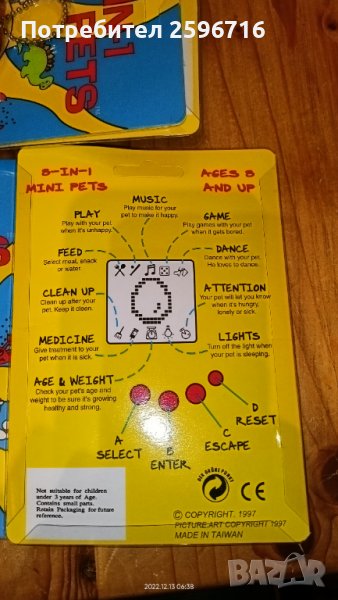 Потребител 2596716
N-1
PETS
8-IN-1
MINI PETS
AGES 8
AND UP
MUSIC
Play music for your
pet to make it happy.
PLAY
Play with your pet
when it's unhappy.
GAME
Play games with your pet
when it gets bored.
FEED
Select meal, snack
or water.
DANCE
Dance with your pet.
He loves to dance.
CLEAN UP
Clean up after your
pet. Keep it clean.
ATTENTION
Your pet will let you know
when it's hungry,
lonely or sick.
MEDICINE
Give treatment to your
pet when it is sick.
LIGHTS
Turn off the light when
your pet is sleeping.
AGE & WEIGHT
Check your pet's age and
weight to be sure it's growing
healthy and strong.
A
SELECT
B
ENTER
C
ESCAPE
D
RESET
Not suitable for children
under 3 years of Age.
Contains small parts.
Retain Packaging for future
reference.
DER GRÜNE PUNKT
CE
© COPYRIGHT, 1997
PICTURE ART COPYRIGHT 1997
MADE IN TAIWAN
2022.12.13 06:38
BAZAR